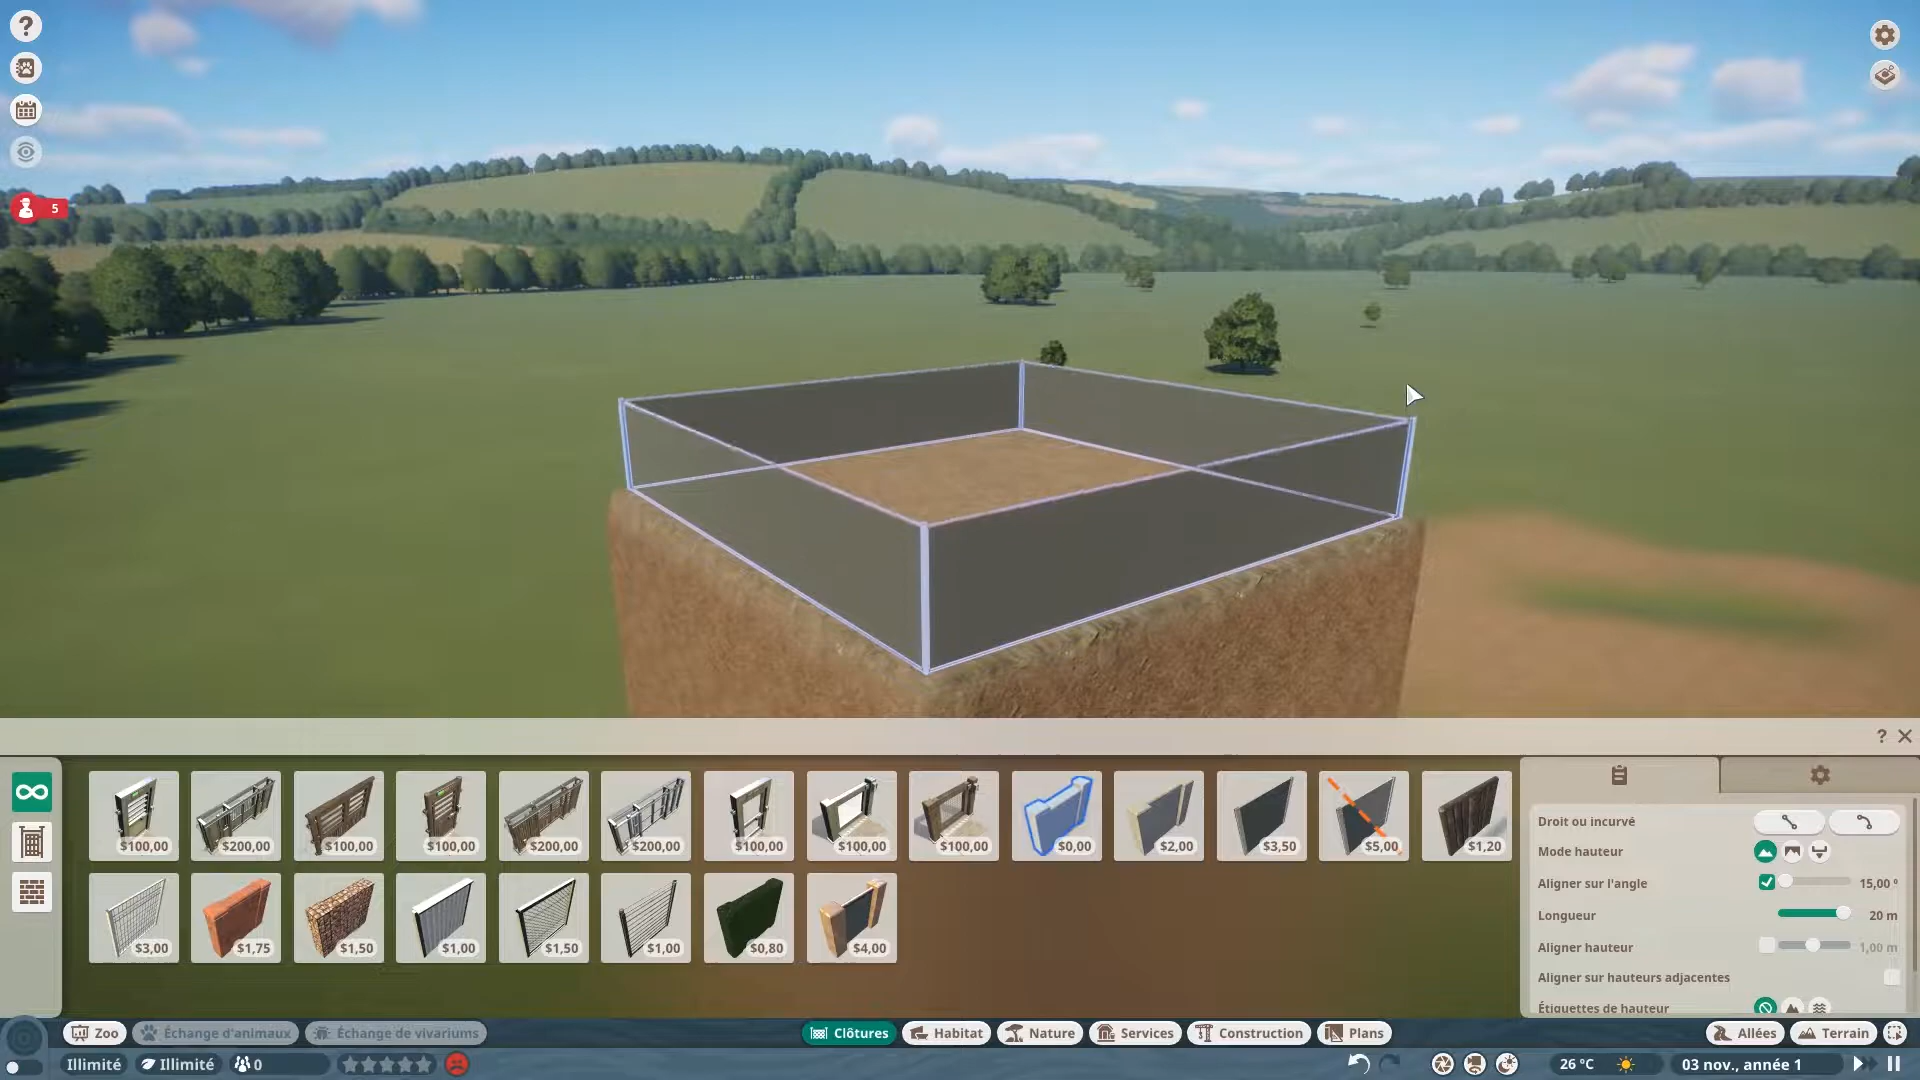 ?
5
? ×
$100,00 $200,00 $100,00 $100,00 $200,00 $200,00 $100,00 $100,00 $100,00 $0,00 $2,00 $3,50 $5,00 $1,20
$3,00 $1,75 $1,50 $1,00 $1,50 $1,00 $0,80 $4,00
Droit ou incurvé
Mode hauteur
Aligner sur l'angle 15,00 °
Longueur 20 m
Aligner hauteur 1,00 m
Aligner sur hauteurs adjacentes
Étiquettes de hauteur
Zoo Échange d'animaux Échange de vivariums Clôtures Habitat Nature Services Construction Plans Allées Terrain
Illimité Illimité 0 26 °C 03 nov., année 1